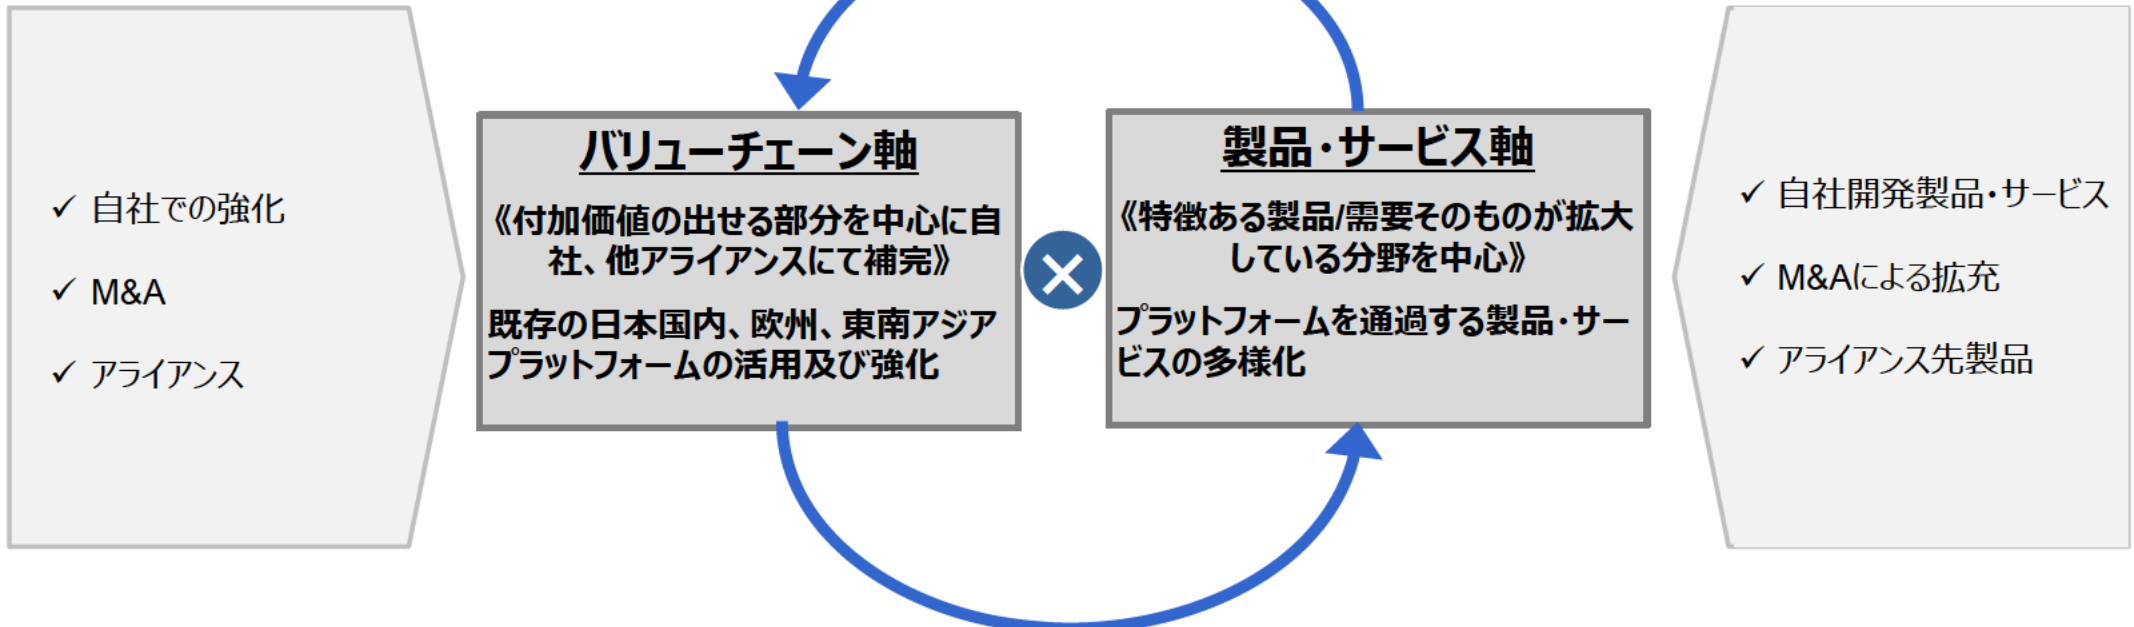 ✓ 自社での強化
✓ M&A
✓ アライアンス
バリューチェーン軸
《付加価値の出せる部分を中心に自
社、他アライアンスにて補完》
既存の日本国内、欧州、東南アジア
プラットフォームの活用及び強化
×
製品・サービス軸
《特徴ある製品/需要そのものが拡大
している分野を中心》
プラットフォームを通過する製品・サー
ビスの多様化
✓ 自社開発製品・サービス
✓ M&Aによる拡充
✓ アライアンス先製品